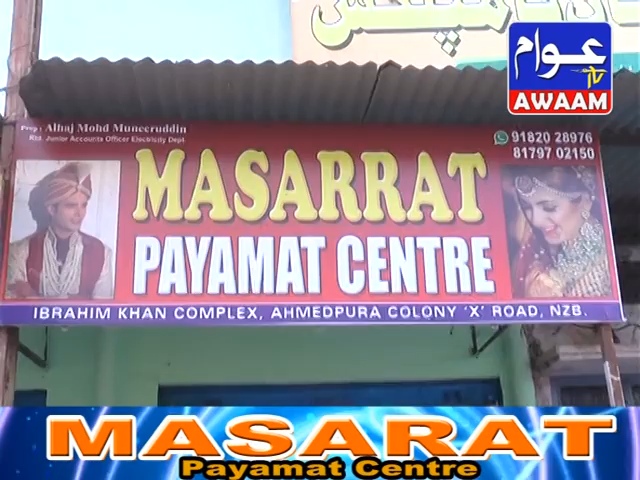 عوام
TV
AWAAM
Prop: Alhaj Mohd Muneeruddin
Rtd. Junior Accounts Officer Electricity Dept.
91820 28976
81797 02150
MASARRAT
PAYAMAT CENTRE
IBRAHIM KHAN COMPLEX, AHMEDPURA COLONY 'X' ROAD, NZB.
MASARAT
Payamat Centre